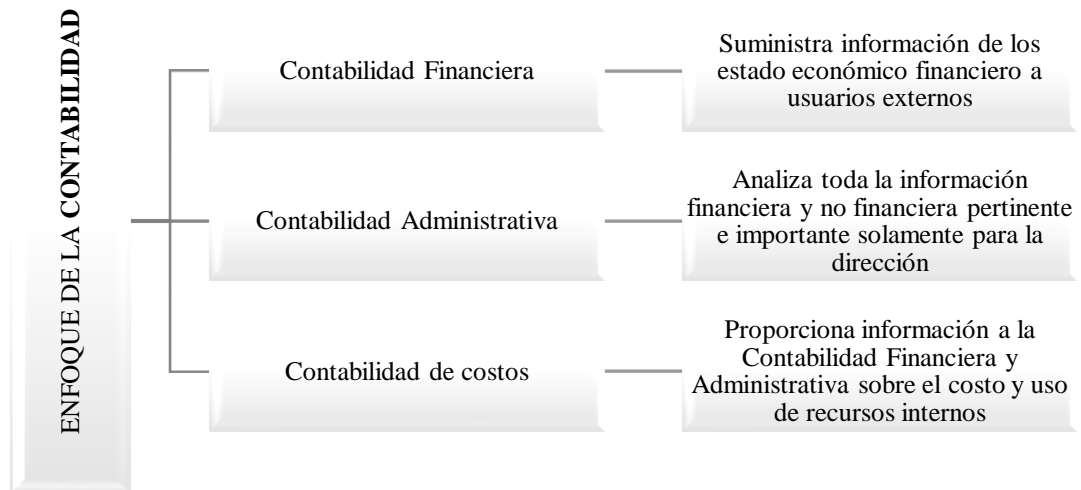 ENFOQUE DE LA CONTABILIDAD
Contabilidad Financiera
Suministra información de los
estado económico financiero a
usuarios externos
Contabilidad Administrativa
Analiza toda la información
financiera y no financiera pertinente
e importante solamente para la
dirección
Contabilidad de costos
Proporciona información a la
Contabilidad Financiera y
Administrativa sobre el costo y uso
de recursos internos